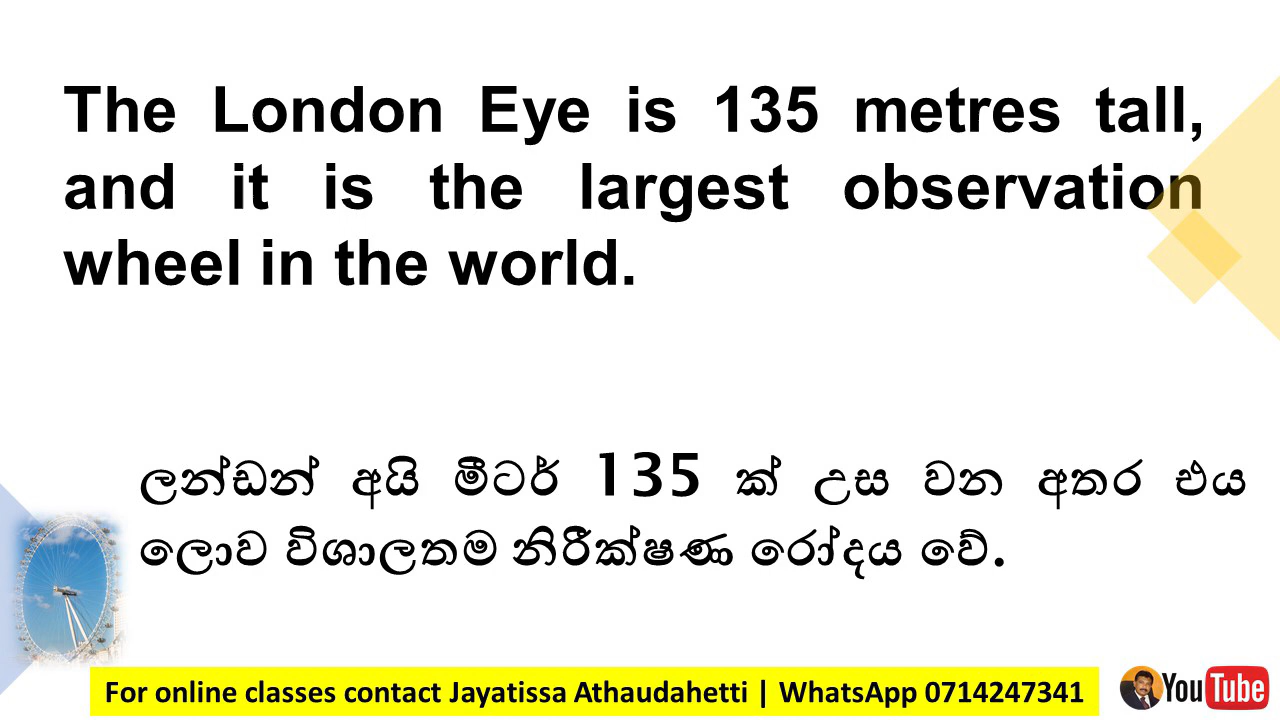 The London Eye is 135 metres tall,
and it is the largest observation
wheel in the world.
ලන්ඩන් අයි මීටර් 135 ක් උස වන අතර එය
ලොව විශාලතම නිරීක්ෂණ රෝදය වේ.
For online classes contact Jayatissa Athaudahetti | WhatsApp 0714247341
YouTube